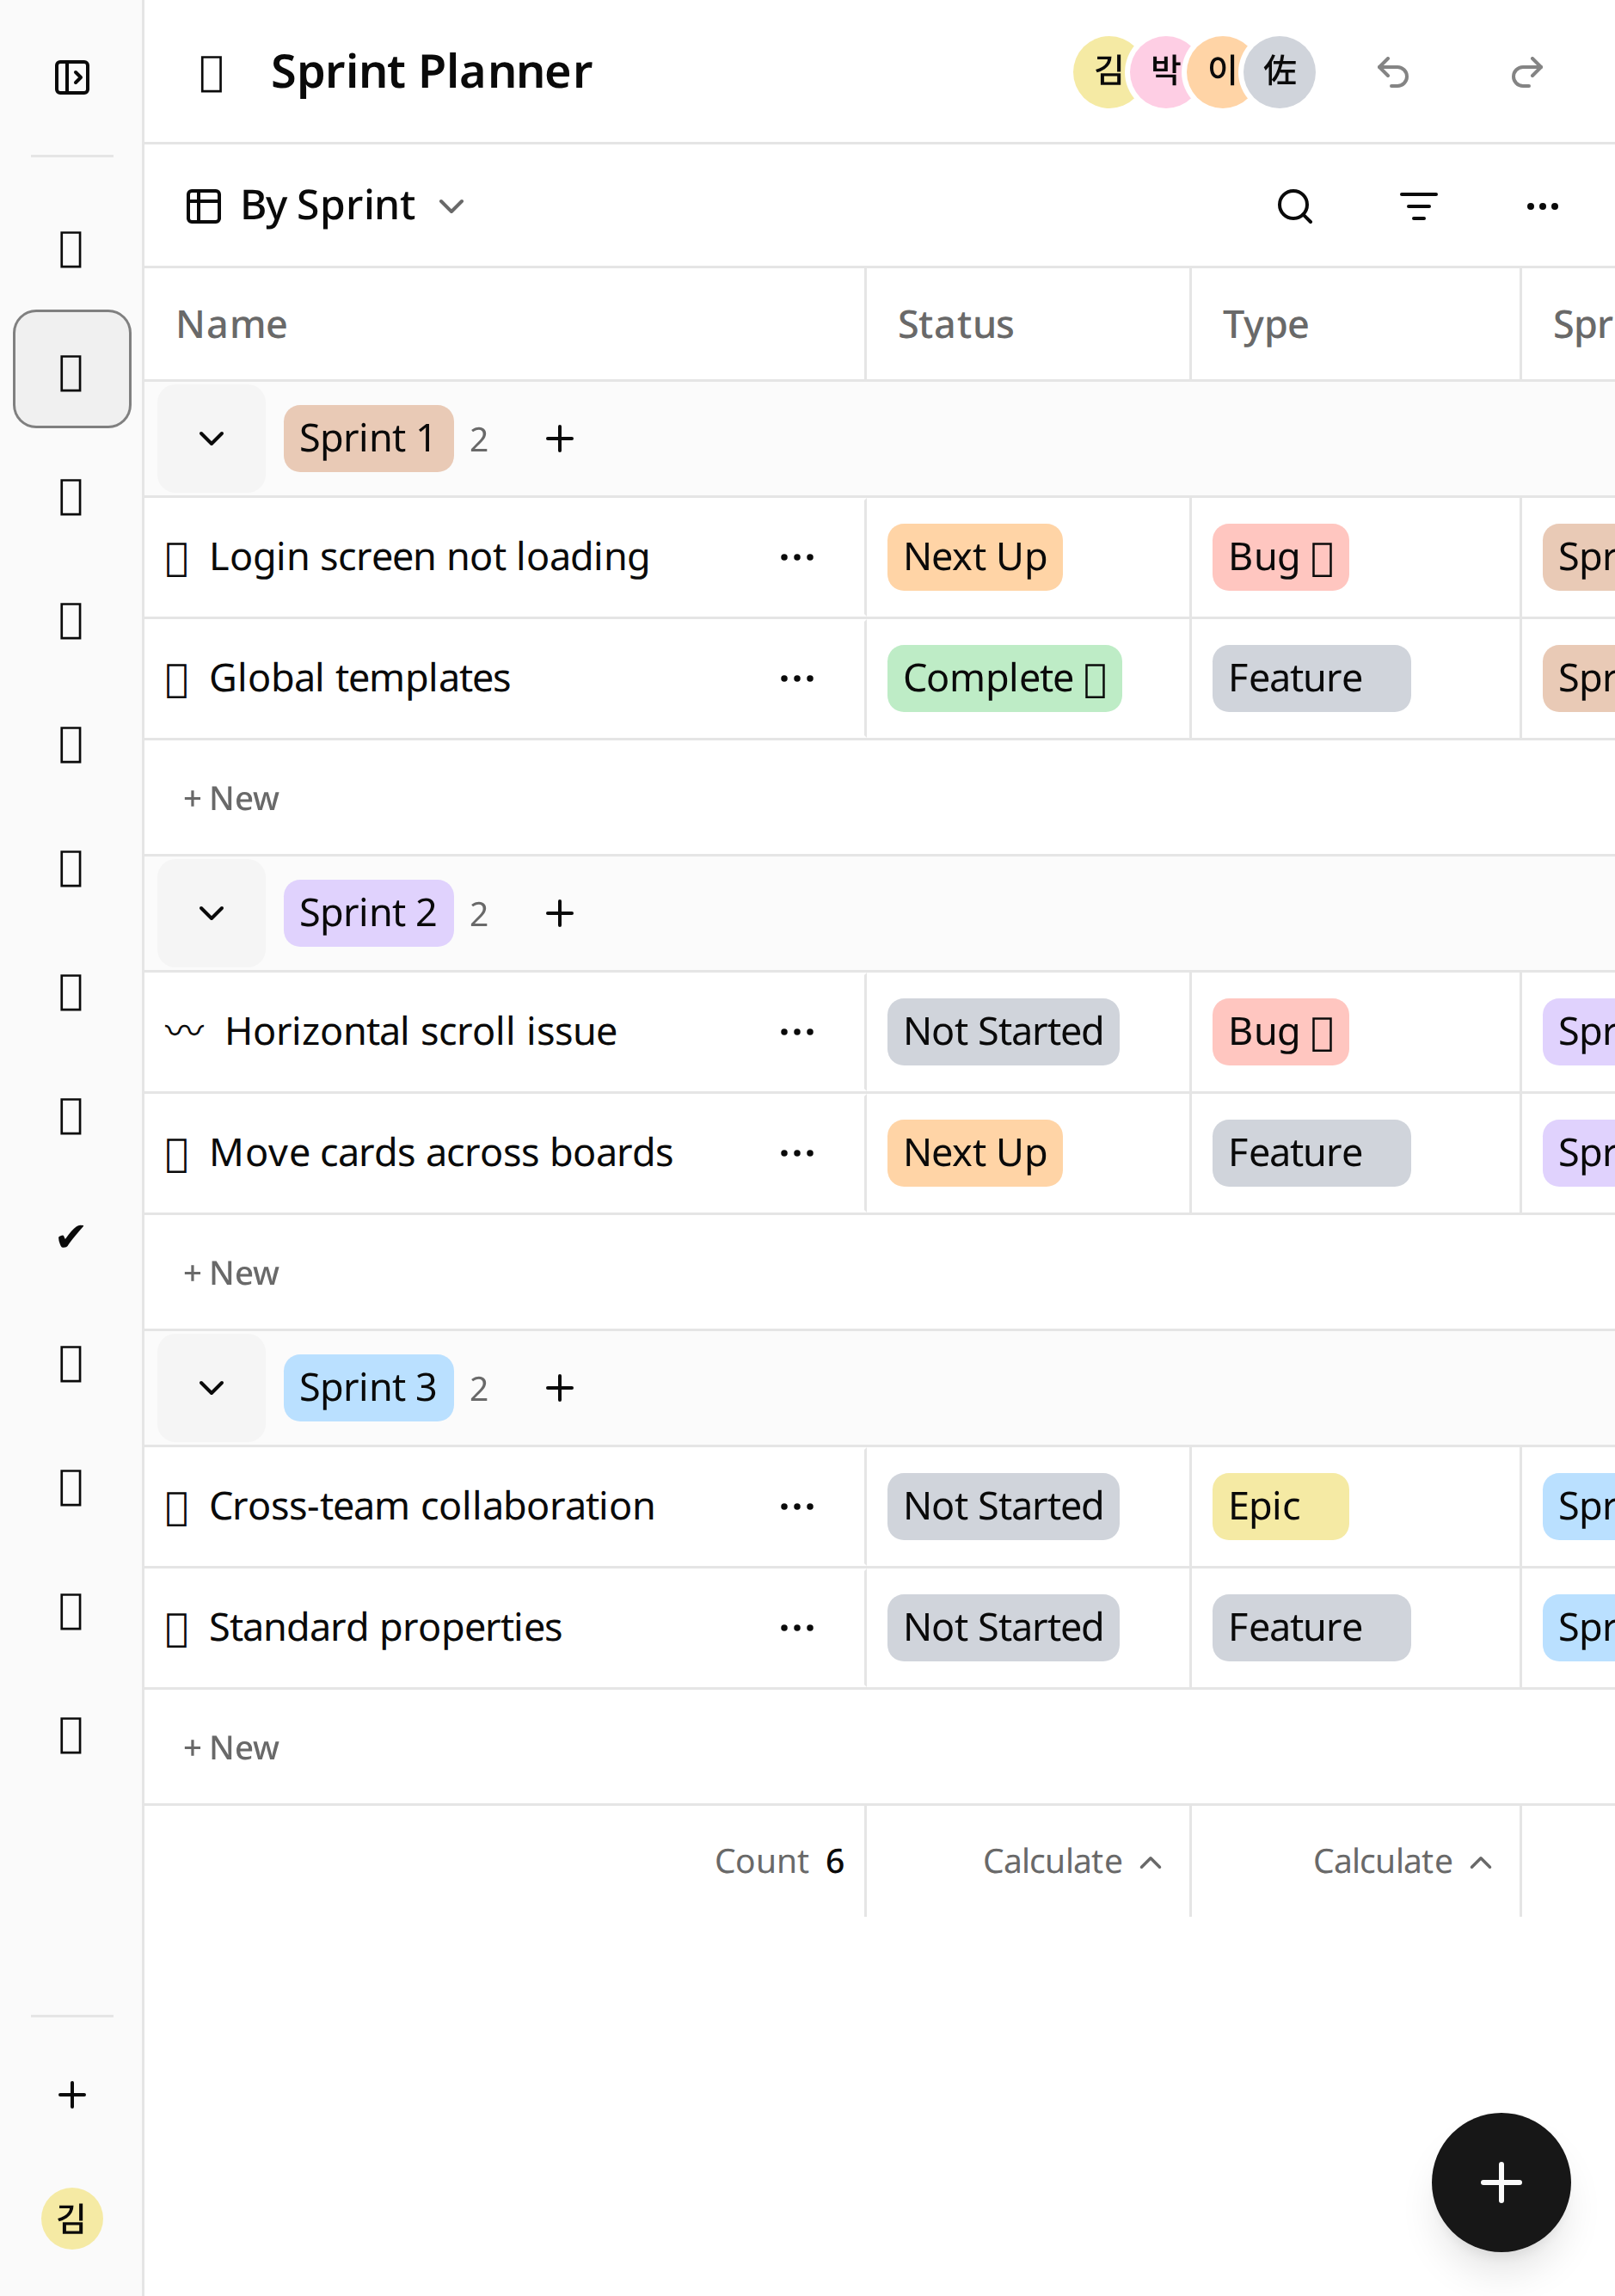 Sprint Planner 김 박 이 佐
By Sprint
Name Status Type Spr
Sprint 1 2
Login screen not loading Next Up Bug Spr
Global templates Complete Feature Spr
+ New
Sprint 2 2
Horizontal scroll issue Not Started Bug Spr
Move cards across boards Next Up Feature Spr
+ New
Sprint 3 2
Cross-team collaboration Not Started Epic Spr
Standard properties Not Started Feature Spr
+ New
Count 6 Calculate Calculate
김